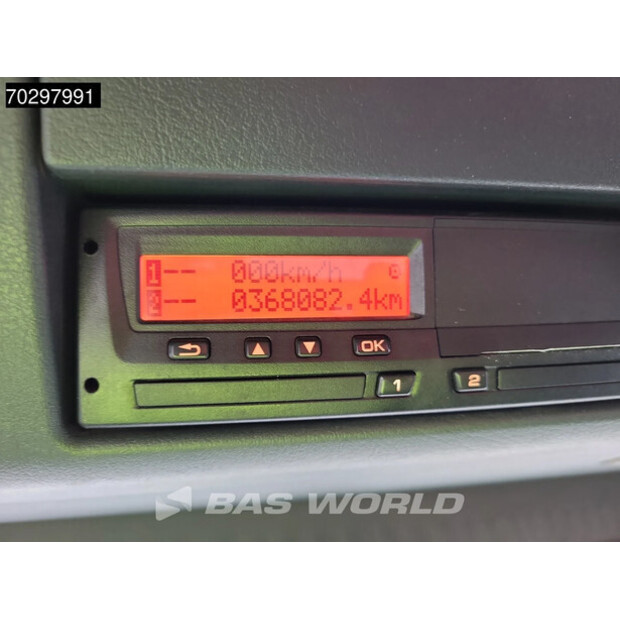 70297991
1-- 000km/h
2-- 0368082.4km
OK
1 2
BAS WORLD